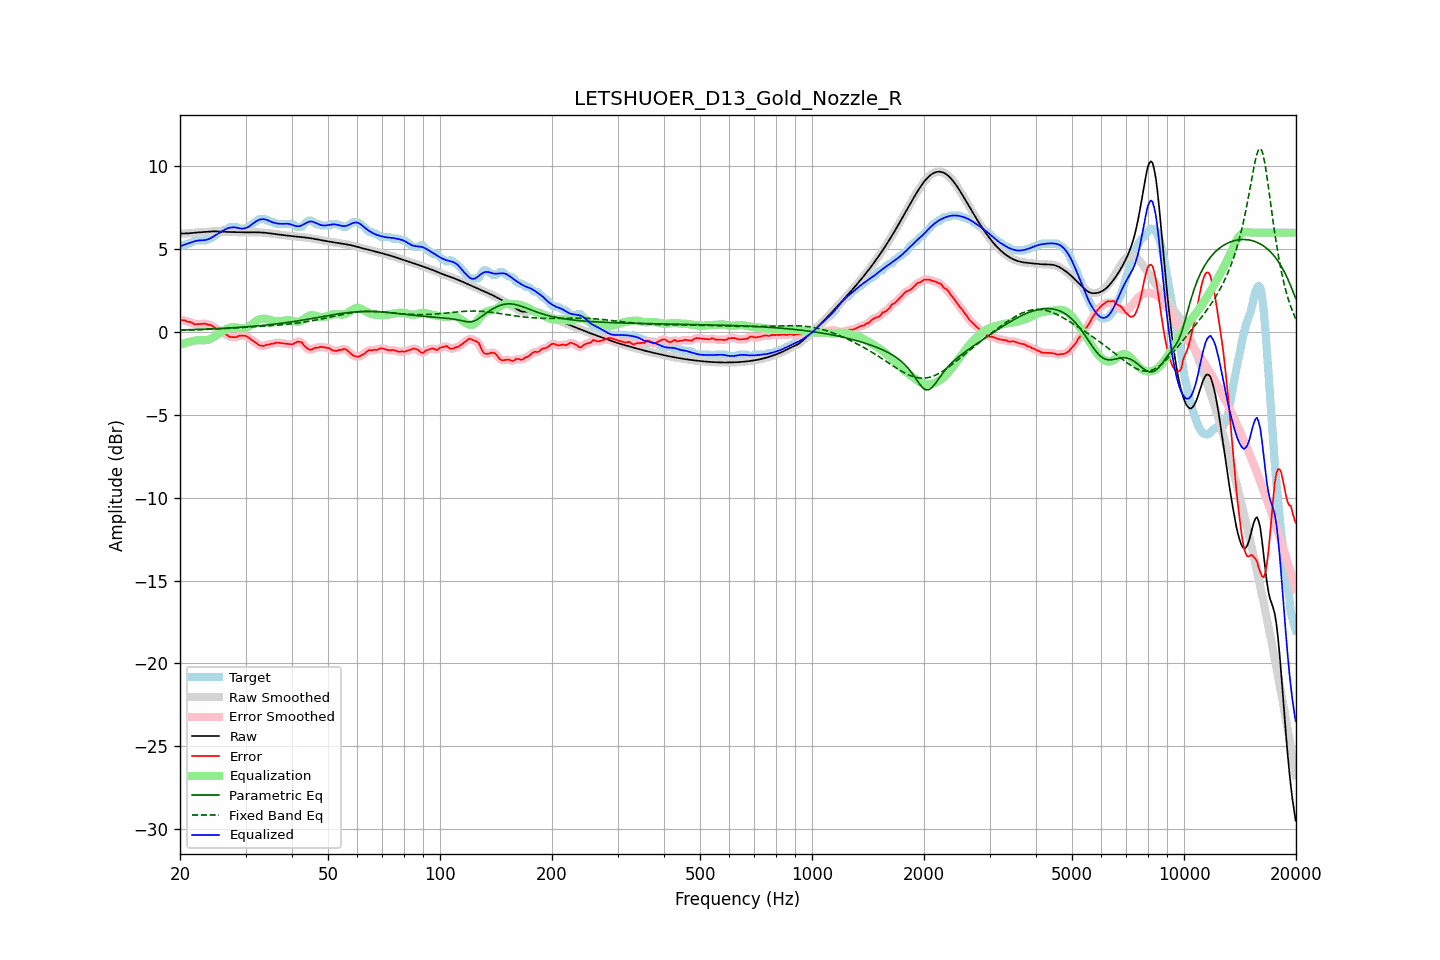 LETSHUOER_D13_Gold_Nozzle_R
Amplitude (dBr)
10
5
0
−5
−10
−15
−20
−25
−30
Target
Raw Smoothed
Error Smoothed
Raw
Error
Equalization
Parametric Eq
Fixed Band Eq
Equalized
20 50 100 200 500 1000 2000 5000 10000 20000
Frequency (Hz)